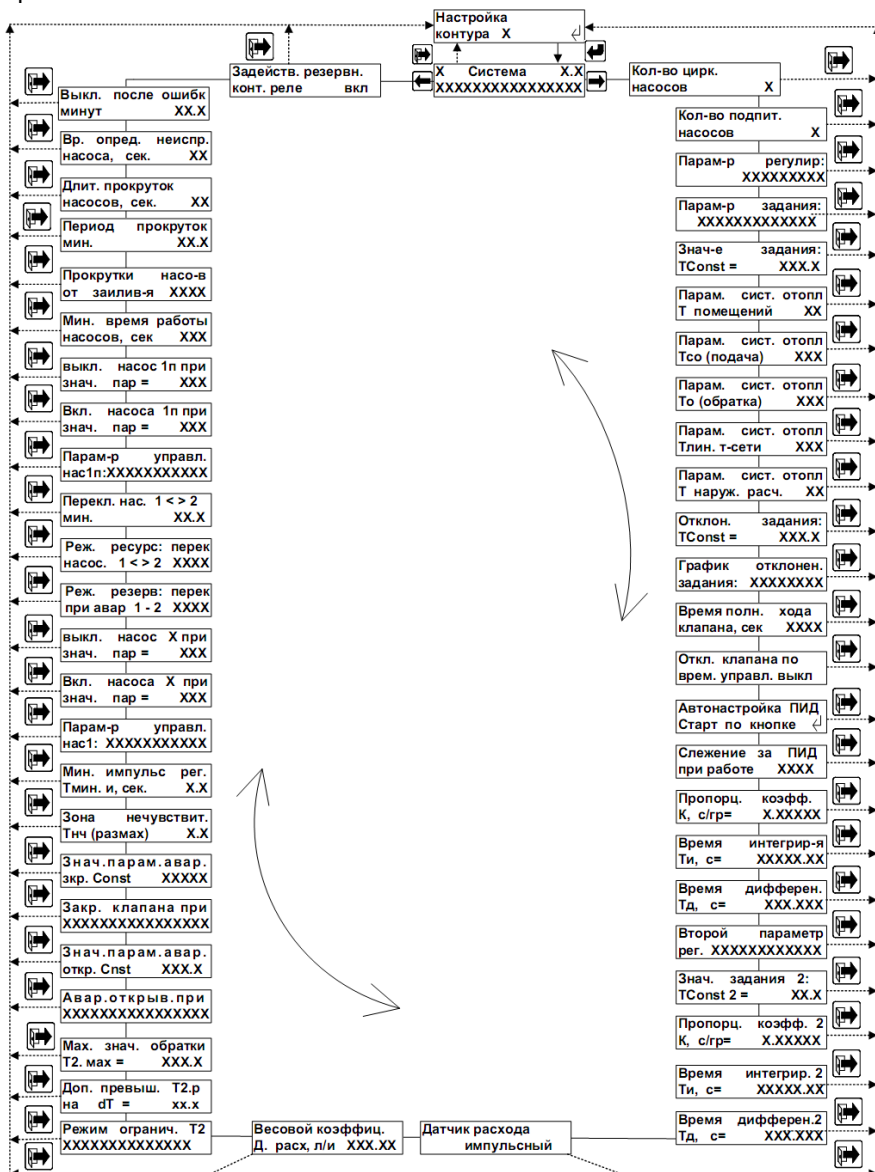 Настройка
контура X
Задейств. резервн.
конт. реле вкл
X Система X.X
XXXXXXXXXXXXXXXX
Кол-во цирк.
насосов X
Выкл. после ошибк
минут XX.X
Вр. опред. неиспр.
насоса, сек. XX
Длит. прокруток
насосов, сек. XX
Период прокруток
мин. XX.X
Прокрутки насо-в
от заилив-я XXXX
Мин. время работы
насосов, сек XXX
выкл. насос 1п при
знач. пар = XXX
Вкл. насоса 1п при
знач. пар = XXX
Парам-р управл.
нас1п:XXXXXXXXXXX
Перекл. нас. 1 < > 2
мин. XX.X
Реж. ресурс: перек
насос. 1 < > 2 XXXX
Реж. резерв: перек
при авар 1 - 2 XXXX
выкл. насос X при
знач. пар = XXX
Вкл. насоса X при
знач. пар = XXX
Парам-р управл.
нас1: XXXXXXXXXXX
Мин. импульс рег.
Тмин. и, сек. X.X
Зона нечувствит.
Тнч (размах) X.X
Знач.парам.авар.
зкр. Const XXXXX
Закр. клапана при
XXXXXXXXXXXXXXXX
Знач.парам.авар.
откр. Cnst XXX.X
Авар.открыв.при
XXXXXXXXXXXXXXXX
Мах. знач. обратки
Т2. мах = XXX.X
Доп. превыш. Т2.р
на dT = xx.x
Режим огранич. Т2
XXXXXXXXXXXXXX
Весовой коэффиц.
Д. расх, л/и XXX.XX
Датчик расхода
импульсный
Кол-во подпит.
насосов X
Парам-р регулир:
XXXXXXXXX
Парам-р задания:
XXXXXXXXXXXXX
Знач-е задания:
TConst = XXX.X
Парам. сист. отопл
Т помещений XX
Парам. сист. отопл
Тсо (подача) XXX
Парам. сист. отопл
То (обратка) XXX
Парам. сист. отопл
Тлин. т-сети XXX
Парам. сист. отопл
Т наруж. расч. XX
Отклон. задания:
TConst = XXX.X
График отклонен.
задания: XXXXXXXX
Время полн. хода
клапана, сек XXXX
Откл. клапана по
врем. управл. выкл
Автонастройка ПИД
Старт по кнопке
Слежение за ПИД
при работе XXXX
Пропорц. коэфф.
К, с/гр= X.XXXXX
Время интегрир-я
Ти, с= XXXXX.XX
Время дифферен.
Тд, с= XXX.XXX
Второй параметр
рег. XXXXXXXXXXXX
Знач. задания 2:
TConst 2 = XX.X
Пропорц. коэфф. 2
К, с/гр= X.XXXXX
Время интегрир. 2
Ти, с= XXXXX.XX
Время дифферен.2
Тд, с= XXX.XXX